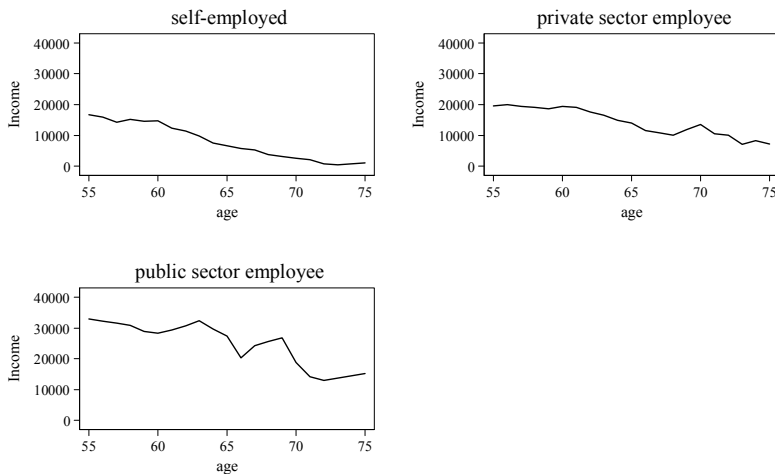 self-employed
40000
30000
20000
10000
0
Income
55 60 65 70 75
age
private sector employee
40000
30000
20000
10000
0
Income
55 60 65 70 75
age
public sector employee
40000
30000
20000
10000
0
Income
55 60 65 70 75
age